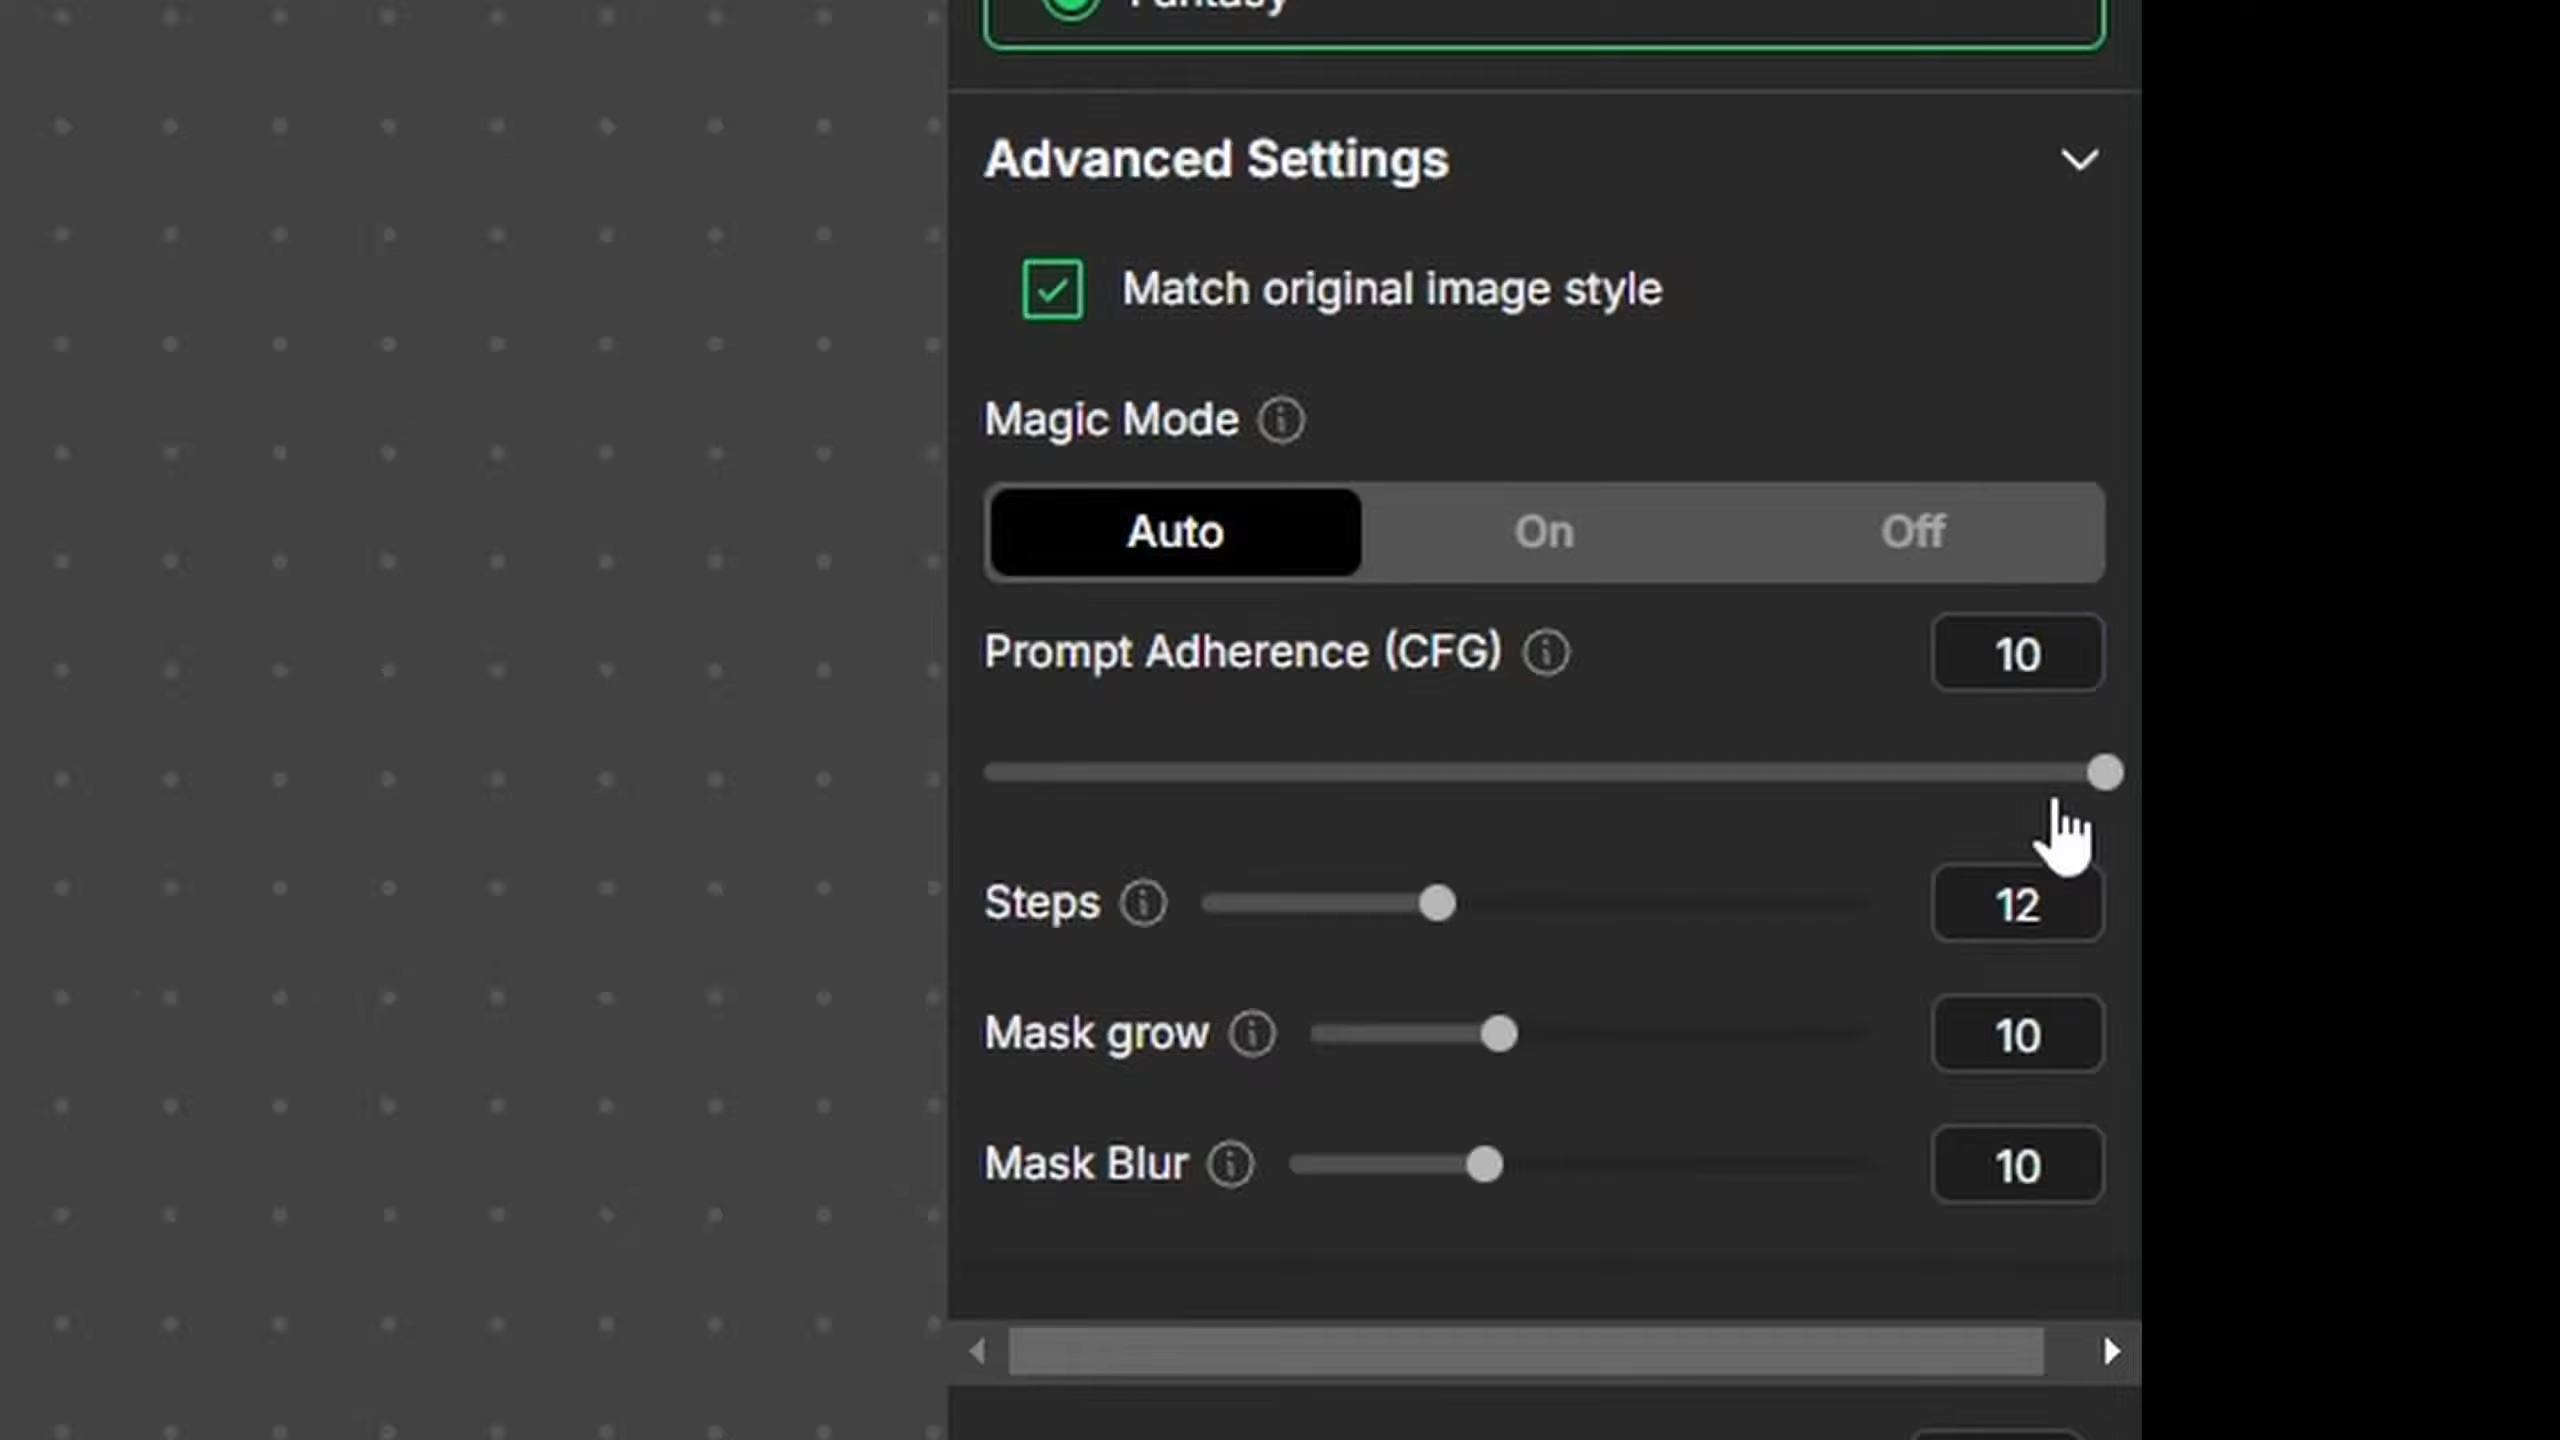 Fantasy
Advanced Settings
Match original image style
Magic Mode
Auto On Off
Prompt Adherence (CFG) 10
Steps 12
Mask grow 10
Mask Blur 10